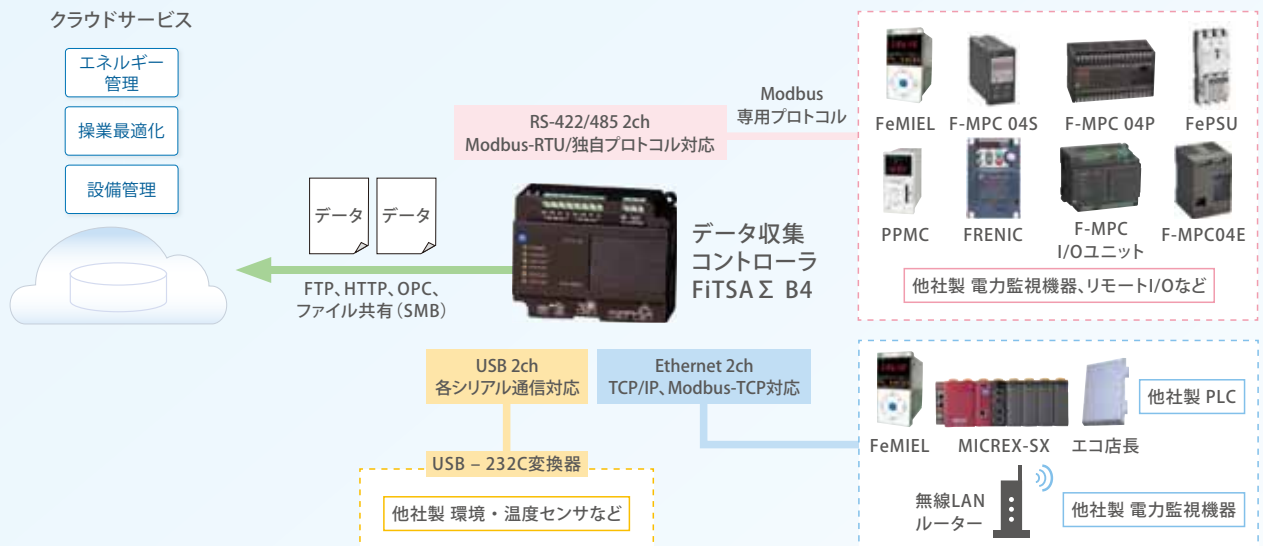 クラウドサービス
エネルギー
管理
操業最適化
設備管理
データ
データ
FTP、HTTP、OPC、
ファイル共有（SMB）
RS-422/485 2ch
Modbus-RTU/独自プロトコル対応
Modbus
専用プロトコル
データ収集
コントローラ
FiTSAΣ B4
FeMIEL
F-MPC 04S
F-MPC 04P
FePSU
PPMC
FRENIC
F-MPC
I/Oユニット
F-MPC04E
他社製 電力監視機器、リモートI/Oなど
USB 2ch
各シリアル通信対応
Ethernet 2ch
TCP/IP、Modbus-TCP対応
USB – 232C変換器
他社製 環境・温度センサなど
FeMIEL
MICREX-SX
エコ店長
他社製 PLC
無線LAN
ルーター
他社製 電力監視機器